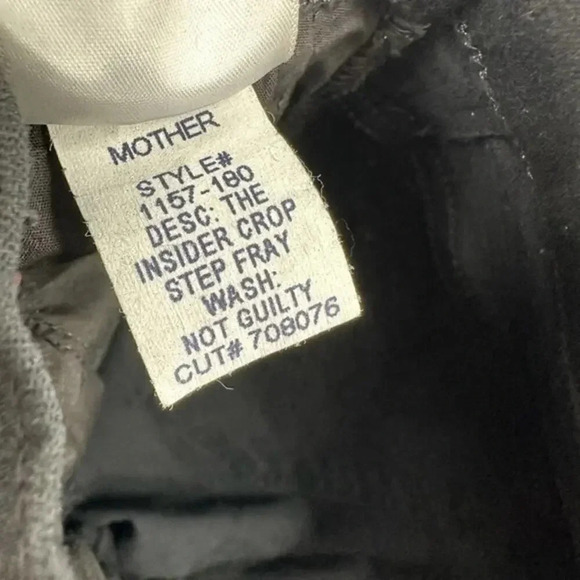 MOTHER
STYLE#
1157-180
DESC: THE
INSIDER CROP
STEP FRAY
WASH:
NOT GUILTY
CUT# 708076